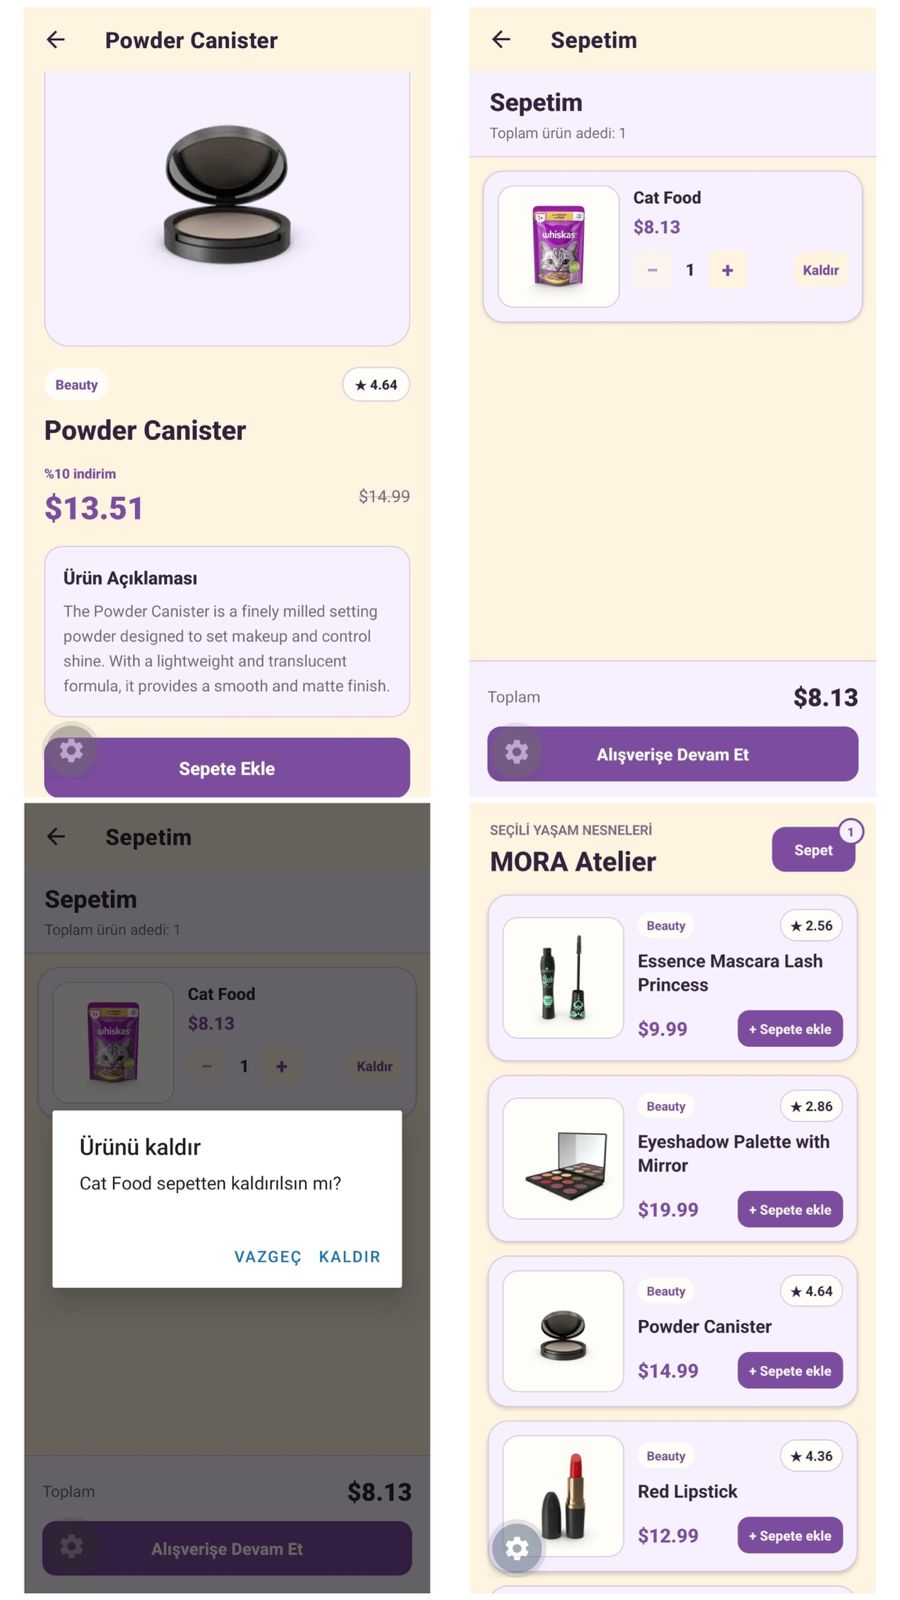 Powder Canister
Beauty
★ 4.64
Powder Canister
%10 indirim
$13.51
$14.99
Ürün Açıklaması
The Powder Canister is a finely milled setting
powder designed to set makeup and control
shine. With a lightweight and translucent
formula, it provides a smooth and matte finish.
Sepete Ekle
Sepetim
Sepetim
Toplam ürün adedi: 1
whiskas
Cat Food
$8.13
− 1 +
Kaldır
Toplam
$8.13
Alışverişe Devam Et
Sepetim
Sepetim
Toplam ürün adedi: 1
whiskas
Cat Food
$8.13
− 1 +
Kaldır
Ürünü kaldır
Cat Food sepetten kaldırılsın mı?
VAZGEÇ KALDIR
Toplam
$8.13
Alışverişe Devam Et
SEÇİLİ YAŞAM NESNELERİ
MORA Atelier
Sepet
1
Beauty
★ 2.56
Essence Mascara Lash
Princess
$9.99
+ Sepete ekle
Beauty
★ 2.86
Eyeshadow Palette with
Mirror
$19.99
+ Sepete ekle
Beauty
★ 4.64
Powder Canister
$14.99
+ Sepete ekle
Beauty
★ 4.36
Red Lipstick
$12.99
+ Sepete ekle